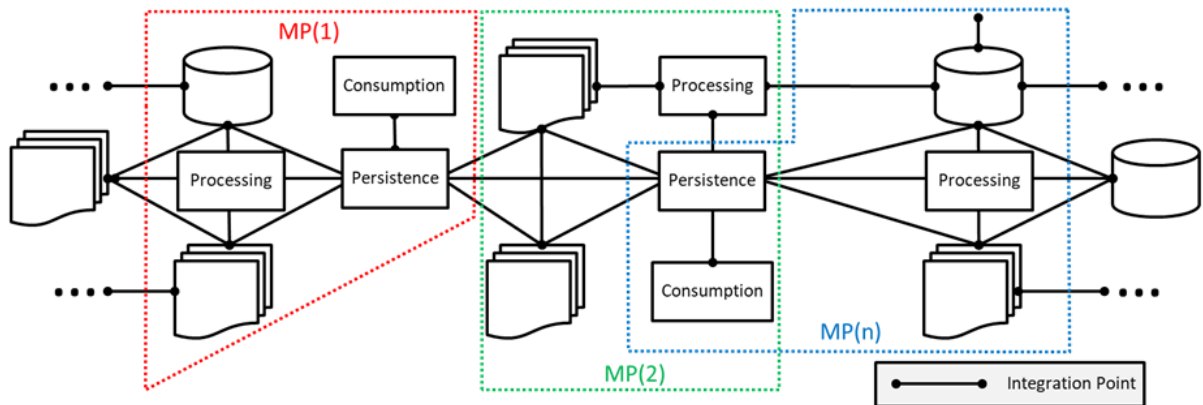 MP(1)
Consumption
Processing
Processing
Persistence
Persistence
Processing
Consumption
MP(n)
MP(2)
Integration Point